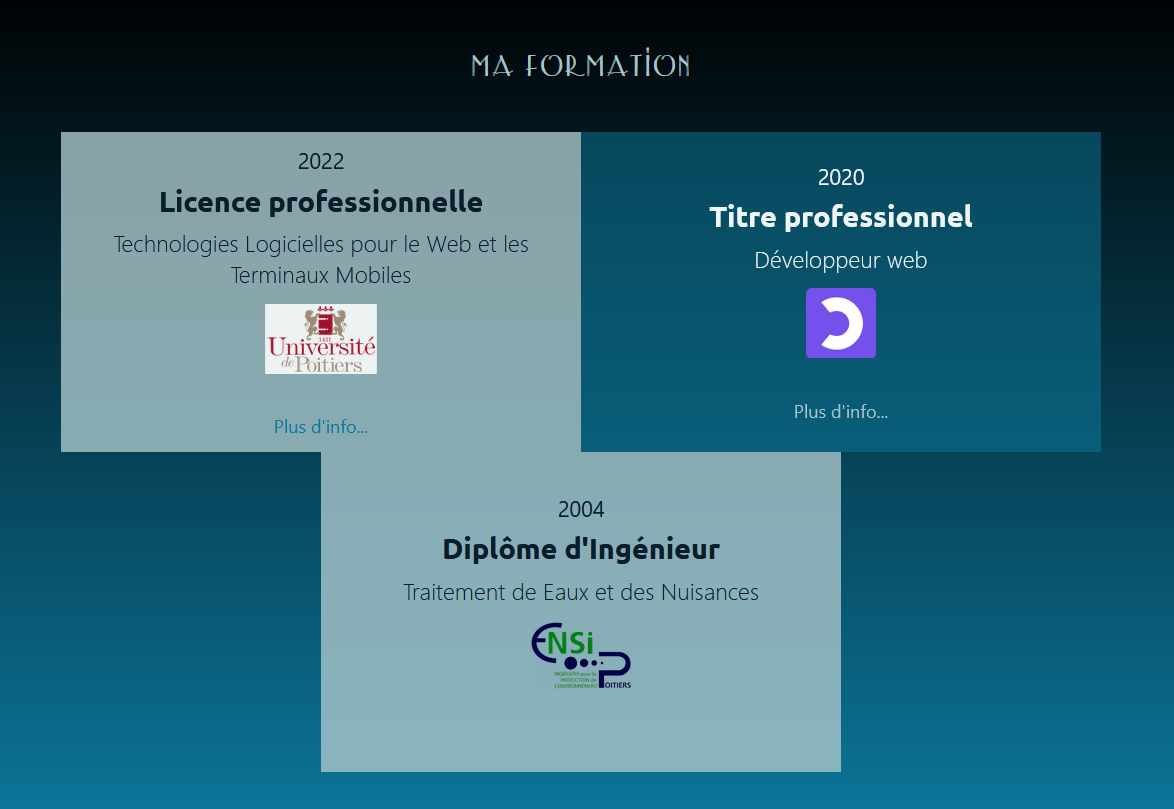 MA FORMATION
2022
Licence professionnelle
Technologies Logicielles pour le Web et les
Terminaux Mobiles
1431
Université
de Poitiers
Plus d'info...
2020
Titre professionnel
Développeur web
Plus d'info...
2004
Diplôme d'Ingénieur
Traitement de Eaux et des Nuisances
ENSi
INGÉNIERIE pour la
PROTECTION de
L'ENVIRONNEMENT
POITIERS